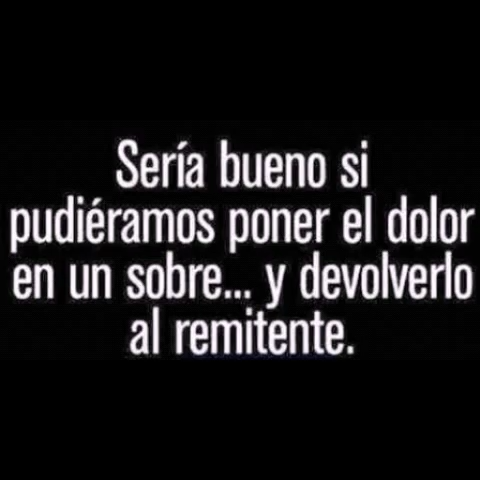 Sería bueno si
pudiéramos poner el dolor
en un sobre... y devolverlo
al remitente.